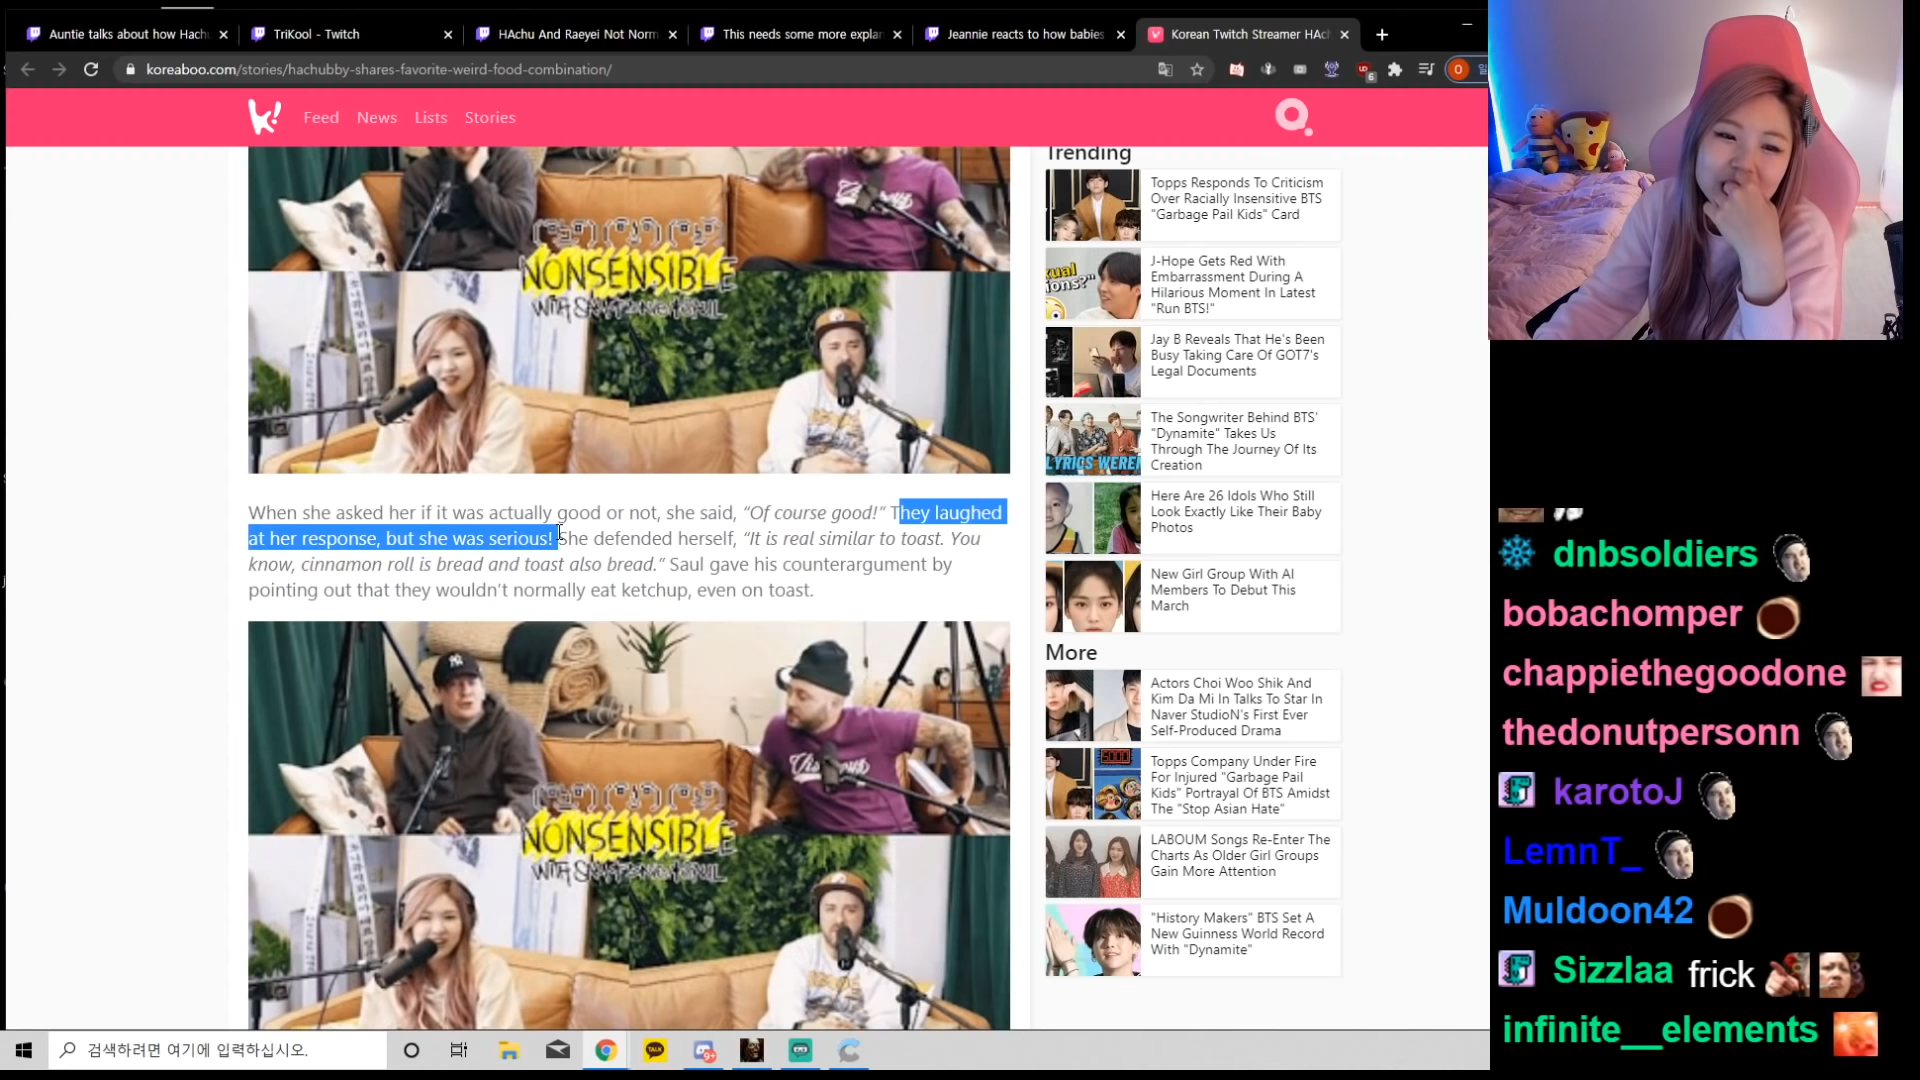 Auntie talks about how Hachu
TriKool - Twitch
HAchu And Raeyei Not Norm
This needs some more explan
Jeannie reacts to how babies
Korean Twitch Streamer HAch
koreaboo.com/stories/hachubby-shares-favorite-weird-food-combination/
6
O
k!
Feed
News
Lists
Stories
NONSENSIBLE
When she asked her if it was actually good or not, she said, “Of course good!” They laughed
at her response, but she was serious! She defended herself, “It is real similar to toast. You
know, cinnamon roll is bread and toast also bread.” Saul gave his counterargument by
pointing out that they wouldn’t normally eat ketchup, even on toast.
NONSENSIBLE
Trending
Topps Responds To Criticism
Over Racially Insensitive BTS
"Garbage Pail Kids" Card
J-Hope Gets Red With
Embarrassment During A
Hilarious Moment In Latest
"Run BTS!"
Jay B Reveals That He's Been
Busy Taking Care Of GOT7's
Legal Documents
LYRICS WEREN
The Songwriter Behind BTS’
"Dynamite" Takes Us
Through The Journey Of Its
Creation
Here Are 26 Idols Who Still
Look Exactly Like Their Baby
Photos
New Girl Group With AI
Members To Debut This
March
More
Actors Choi Woo Shik And
Kim Da Mi In Talks To Star In
Naver StudioN's First Ever
Self-Produced Drama
Topps Company Under Fire
For Injured "Garbage Pail
Kids" Portrayal Of BTS Amidst
The "Stop Asian Hate"
LABOUM Songs Re-Enter The
Charts As Older Girl Groups
Gain More Attention
"History Makers" BTS Set A
New Guinness World Record
With "Dynamite"
dnbsoldiers
bobachomper
chappiethegoodone
thedonutpersonn
karotoJ
LemnT_
Muldoon42
Sizzlaa frick
infinite__elements
검색하려면 여기에 입력하십시오.
TALK
9+